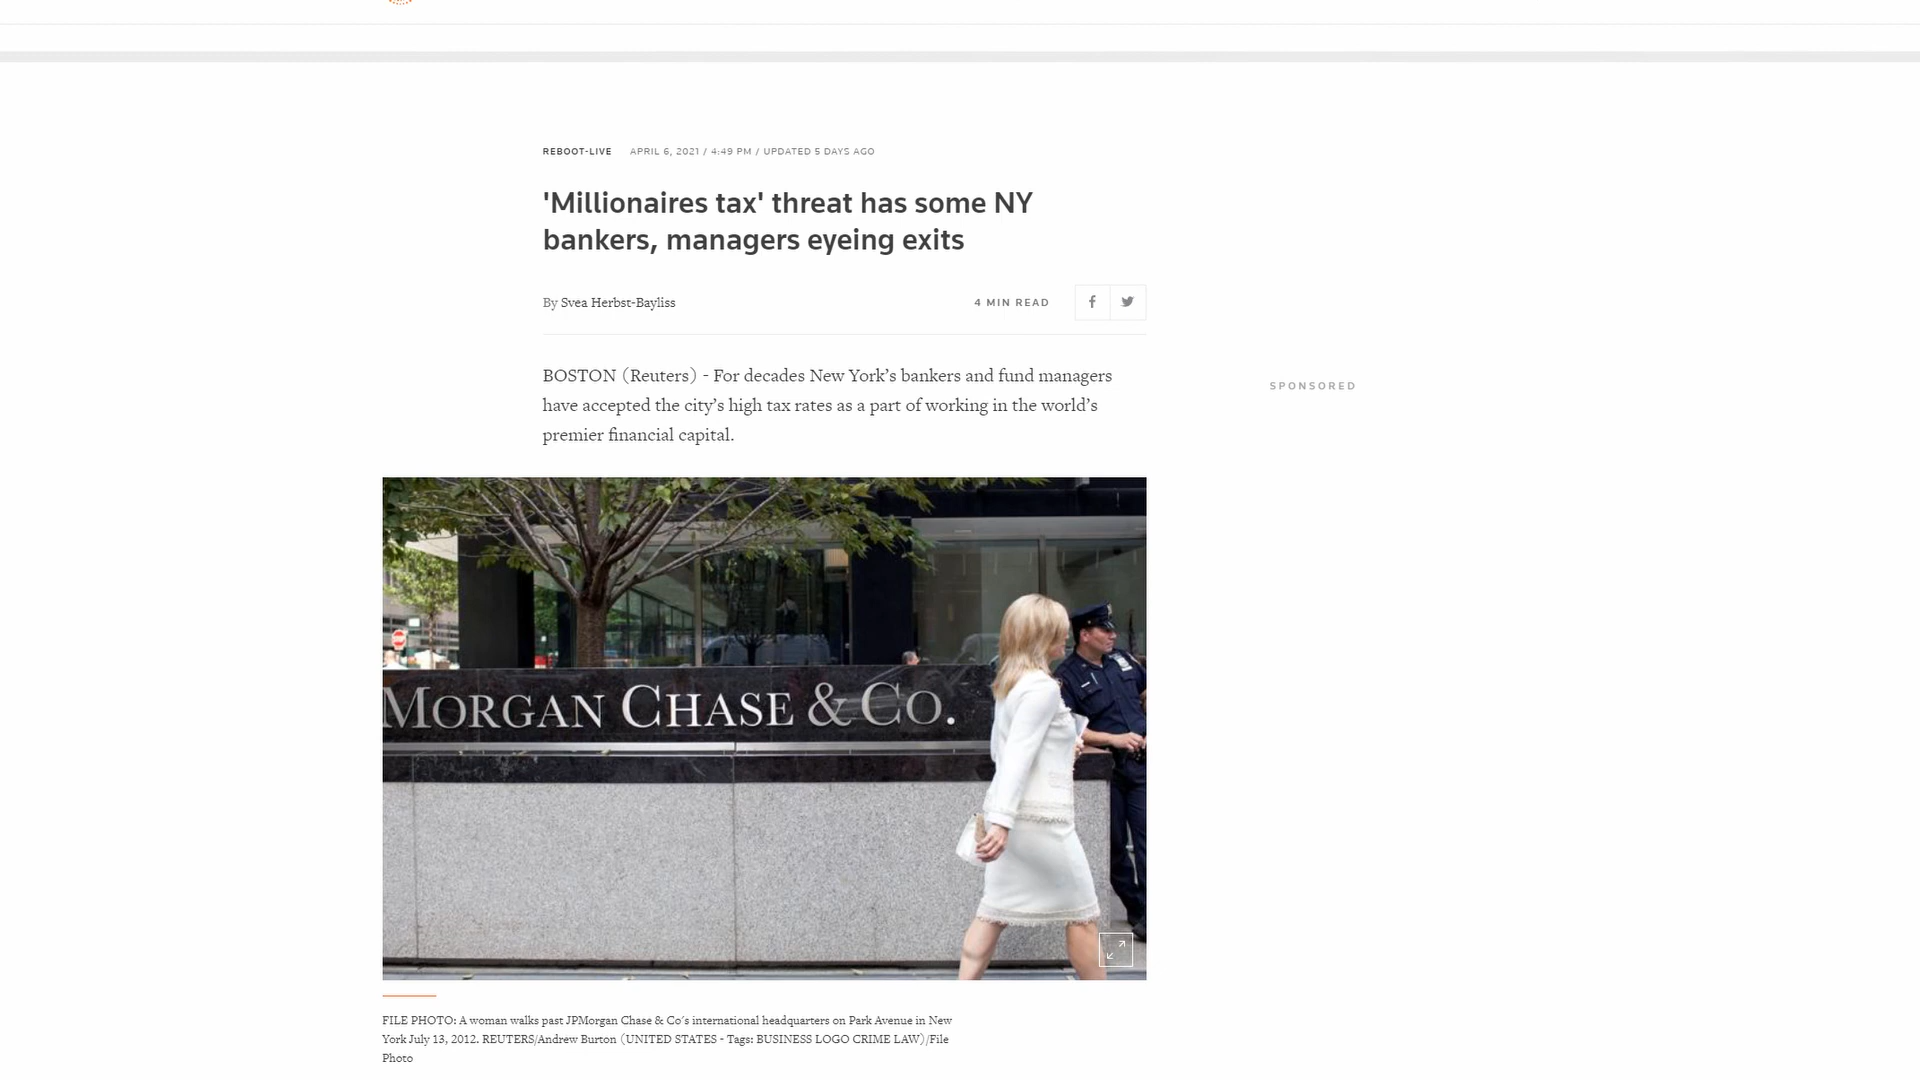 REBOOT-LIVE APRIL 6, 2021 / 4:49 PM / UPDATED 5 DAYS AGO
'Millionaires tax' threat has some NY
bankers, managers eyeing exits
By Svea Herbst-Bayliss
4 MIN READ
BOSTON (Reuters) - For decades New York’s bankers and fund managers
have accepted the city’s high tax rates as a part of working in the world’s
premier financial capital.
SPONSORED
MORGAN CHASE & CO.
FILE PHOTO: A woman walks past JPMorgan Chase & Co's international headquarters on Park Avenue in New
York July 13, 2012. REUTERS/Andrew Burton (UNITED STATES - Tags: BUSINESS LOGO CRIME LAW)/File
Photo